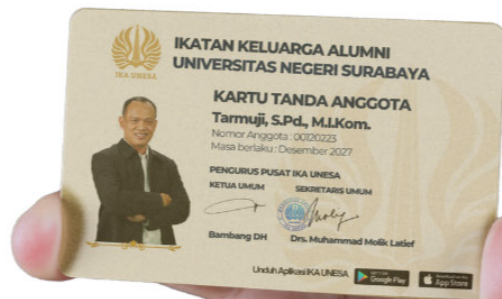 IKA UNESA
IKATAN KELUARGA ALUMNI
UNIVERSITAS NEGERI SURABAYA
KARTU TANDA ANGGOTA
Tarmuji, S.Pd., M.I.Kom.
Nomor Anggota : 00120223
Masa berlaku : Desember 2027
PENGURUS PUSAT IKA UNESA
KETUA UMUM SEKRETARIS UMUM
Bambang DH Drs. Muhammad Molik Latief
Unduh Aplikasi IKA UNESA Google Play App Store